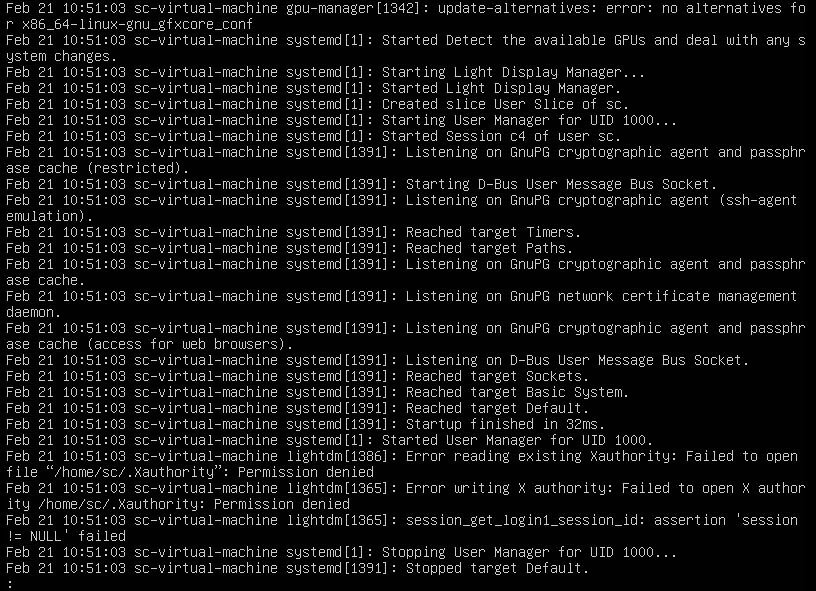 Feb 21 10:51:03 sc-virtual-machine gpu-manager[1342]: update-alternatives: error: no alternatives fo
r x86_64-linux-gnu_gfxcore_conf
Feb 21 10:51:03 sc-virtual-machine systemd[1]: Started Detect the available GPUs and deal with any s
ystem changes.
Feb 21 10:51:03 sc-virtual-machine systemd[1]: Starting Light Display Manager...
Feb 21 10:51:03 sc-virtual-machine systemd[1]: Started Light Display Manager.
Feb 21 10:51:03 sc-virtual-machine systemd[1]: Created slice User Slice of sc.
Feb 21 10:51:03 sc-virtual-machine systemd[1]: Starting User Manager for UID 1000...
Feb 21 10:51:03 sc-virtual-machine systemd[1]: Started Session c4 of user sc.
Feb 21 10:51:03 sc-virtual-machine systemd[1391]: Listening on GnuPG cryptographic agent and passphr
ase cache (restricted).
Feb 21 10:51:03 sc-virtual-machine systemd[1391]: Starting D-Bus User Message Bus Socket.
Feb 21 10:51:03 sc-virtual-machine systemd[1391]: Listening on GnuPG cryptographic agent (ssh-agent
emulation).
Feb 21 10:51:03 sc-virtual-machine systemd[1391]: Reached target Timers.
Feb 21 10:51:03 sc-virtual-machine systemd[1391]: Reached target Paths.
Feb 21 10:51:03 sc-virtual-machine systemd[1391]: Listening on GnuPG cryptographic agent and passphr
ase cache.
Feb 21 10:51:03 sc-virtual-machine systemd[1391]: Listening on GnuPG network certificate management
daemon.
Feb 21 10:51:03 sc-virtual-machine systemd[1391]: Listening on GnuPG cryptographic agent and passphr
ase cache (access for web browsers).
Feb 21 10:51:03 sc-virtual-machine systemd[1391]: Listening on D-Bus User Message Bus Socket.
Feb 21 10:51:03 sc-virtual-machine systemd[1391]: Reached target Sockets.
Feb 21 10:51:03 sc-virtual-machine systemd[1391]: Reached target Basic System.
Feb 21 10:51:03 sc-virtual-machine systemd[1391]: Reached target Default.
Feb 21 10:51:03 sc-virtual-machine systemd[1391]: Startup finished in 32ms.
Feb 21 10:51:03 sc-virtual-machine systemd[1]: Started User Manager for UID 1000.
Feb 21 10:51:03 sc-virtual-machine lightdm[1386]: Error reading existing Xauthority: Failed to open
file “/home/sc/.Xauthority”: Permission denied
Feb 21 10:51:03 sc-virtual-machine lightdm[1365]: Error writing X authority: Failed to open X author
ity /home/sc/.Xauthority: Permission denied
Feb 21 10:51:03 sc-virtual-machine lightdm[1365]: session_get_login1_session_id: assertion 'session
!= NULL' failed
Feb 21 10:51:03 sc-virtual-machine systemd[1]: Stopping User Manager for UID 1000...
Feb 21 10:51:03 sc-virtual-machine systemd[1391]: Stopped target Default.
: